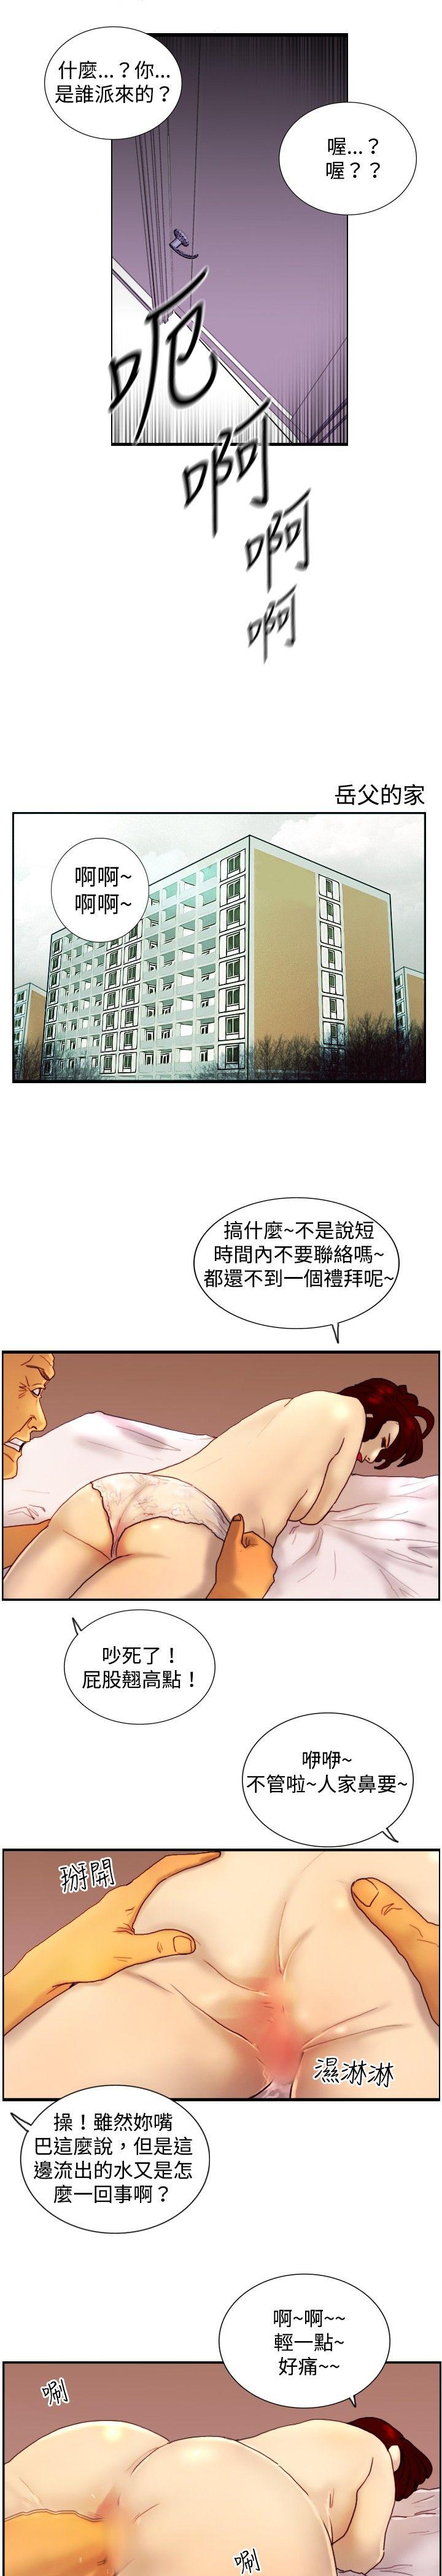 什麼...？你...
是誰派來的？
喔...？
喔？？
呃
啊
啊
啊
岳父的家
啊啊~
啊啊~
搞什麼~不是說短
時間內不要聯絡嗎~
都還不到一個禮拜呢~
吵死了！
屁股翹高點！
咿咿~
不管啦~人家鼻要~
掰開
濕淋淋
操！雖然妳嘴
巴這麼說，但是這
邊流出的水又是怎
麼一回事啊？
啊~啊~~
輕一點~
好痛~~
唰
唰